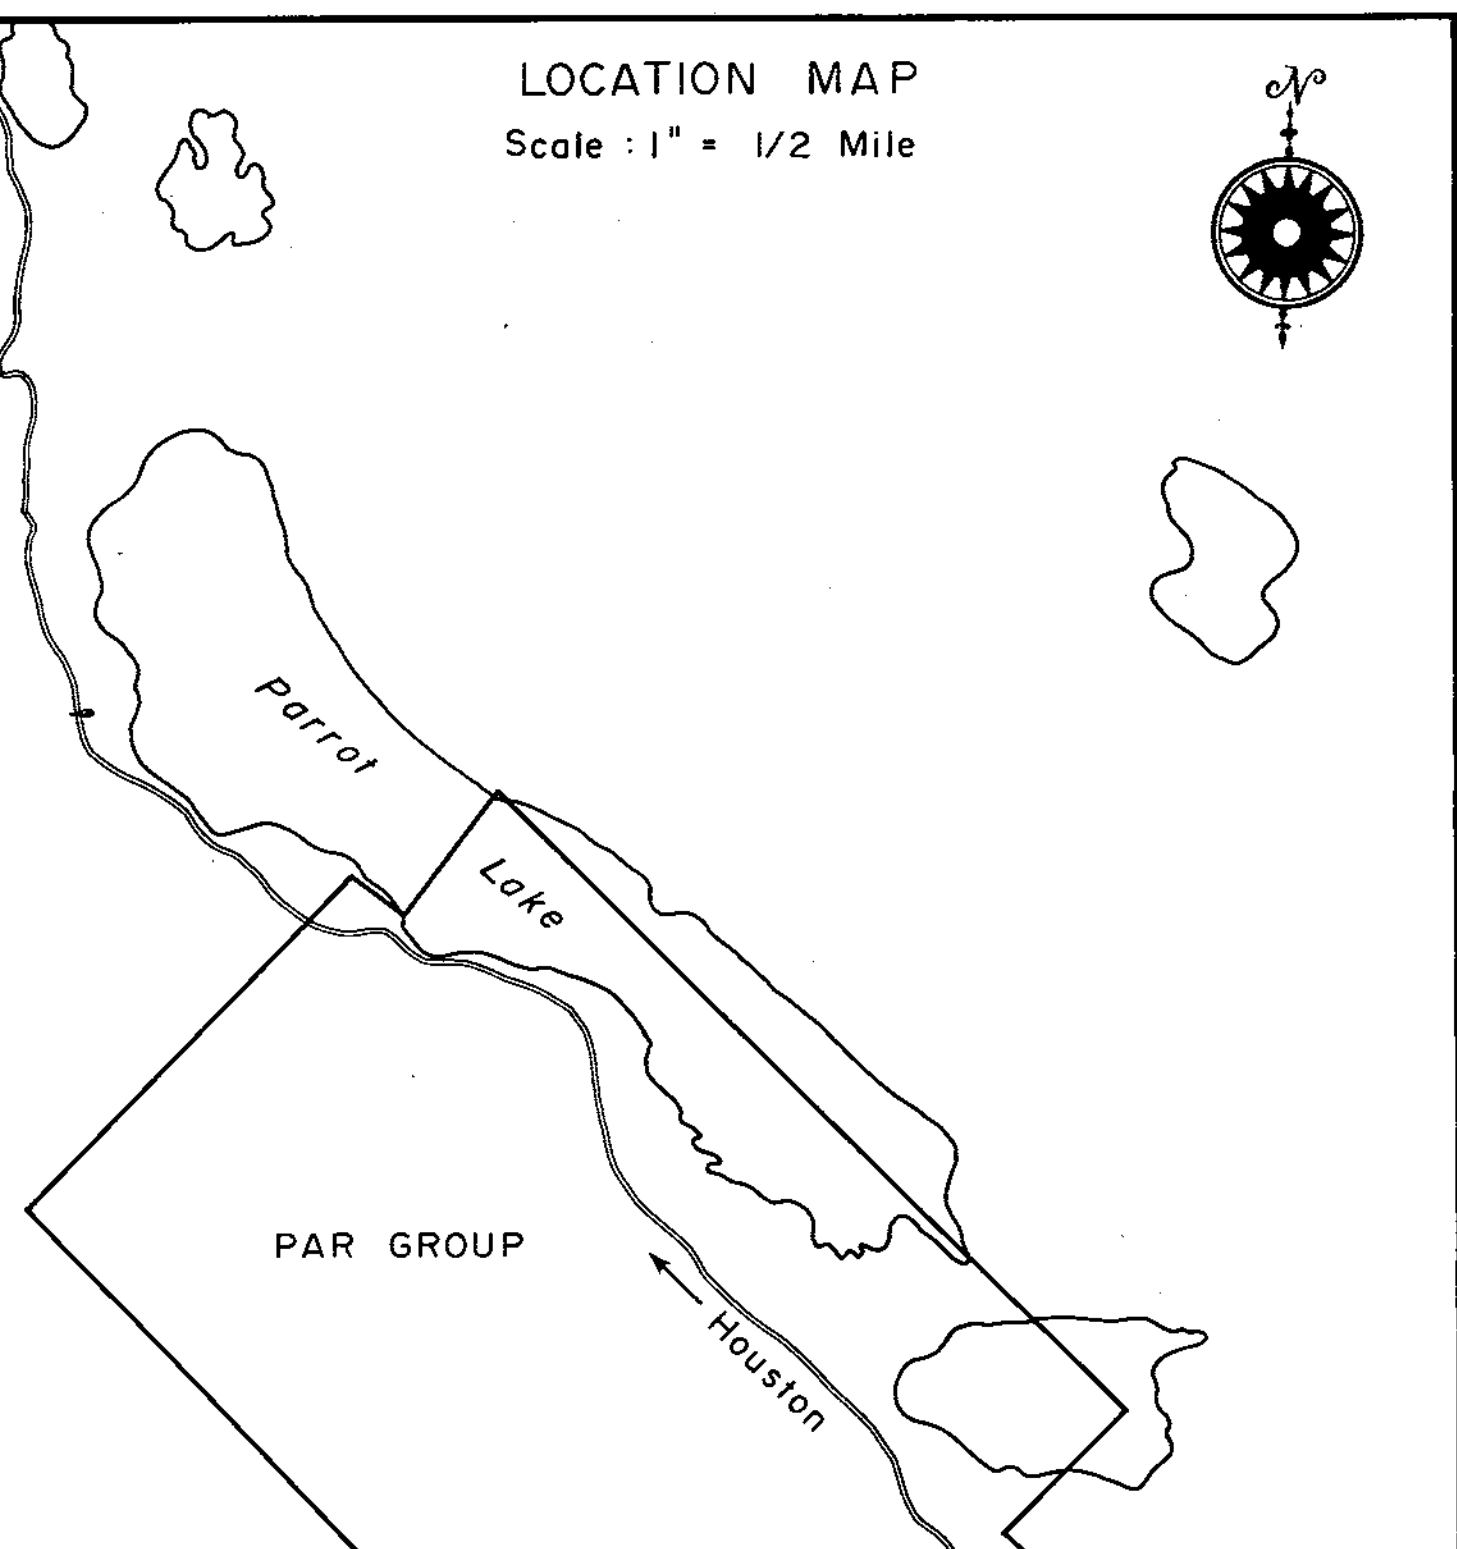 LOCATION MAP
N
Scale : 1" = 1/2 Mile
Parrot
Lake
PAR GROUP
Houston